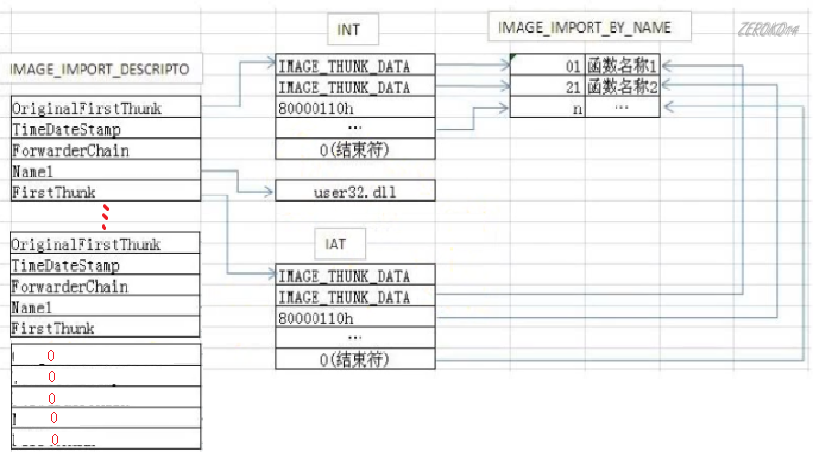 INT
IMAGE_IMPORT_BY_NAME
IMAGE_IMPORT_DESCRIPTO
IMAGE_THUNK_DATA
IMAGE_THUNK_DATA
80000110h
...
0(结束符)
01 函数名称1
21 函数名称2
n ...
OriginalFirstThunk
TimeDateStamp
ForwarderChain
Name1
FirstThunk
user32.dll
IAT
OriginalFirstThunk
TimeDateStamp
ForwarderChain
Name1
FirstThunk
IMAGE_THUNK_DATA
IMAGE_THUNK_DATA
80000110h
...
0(结束符)
0
0
0
0
0